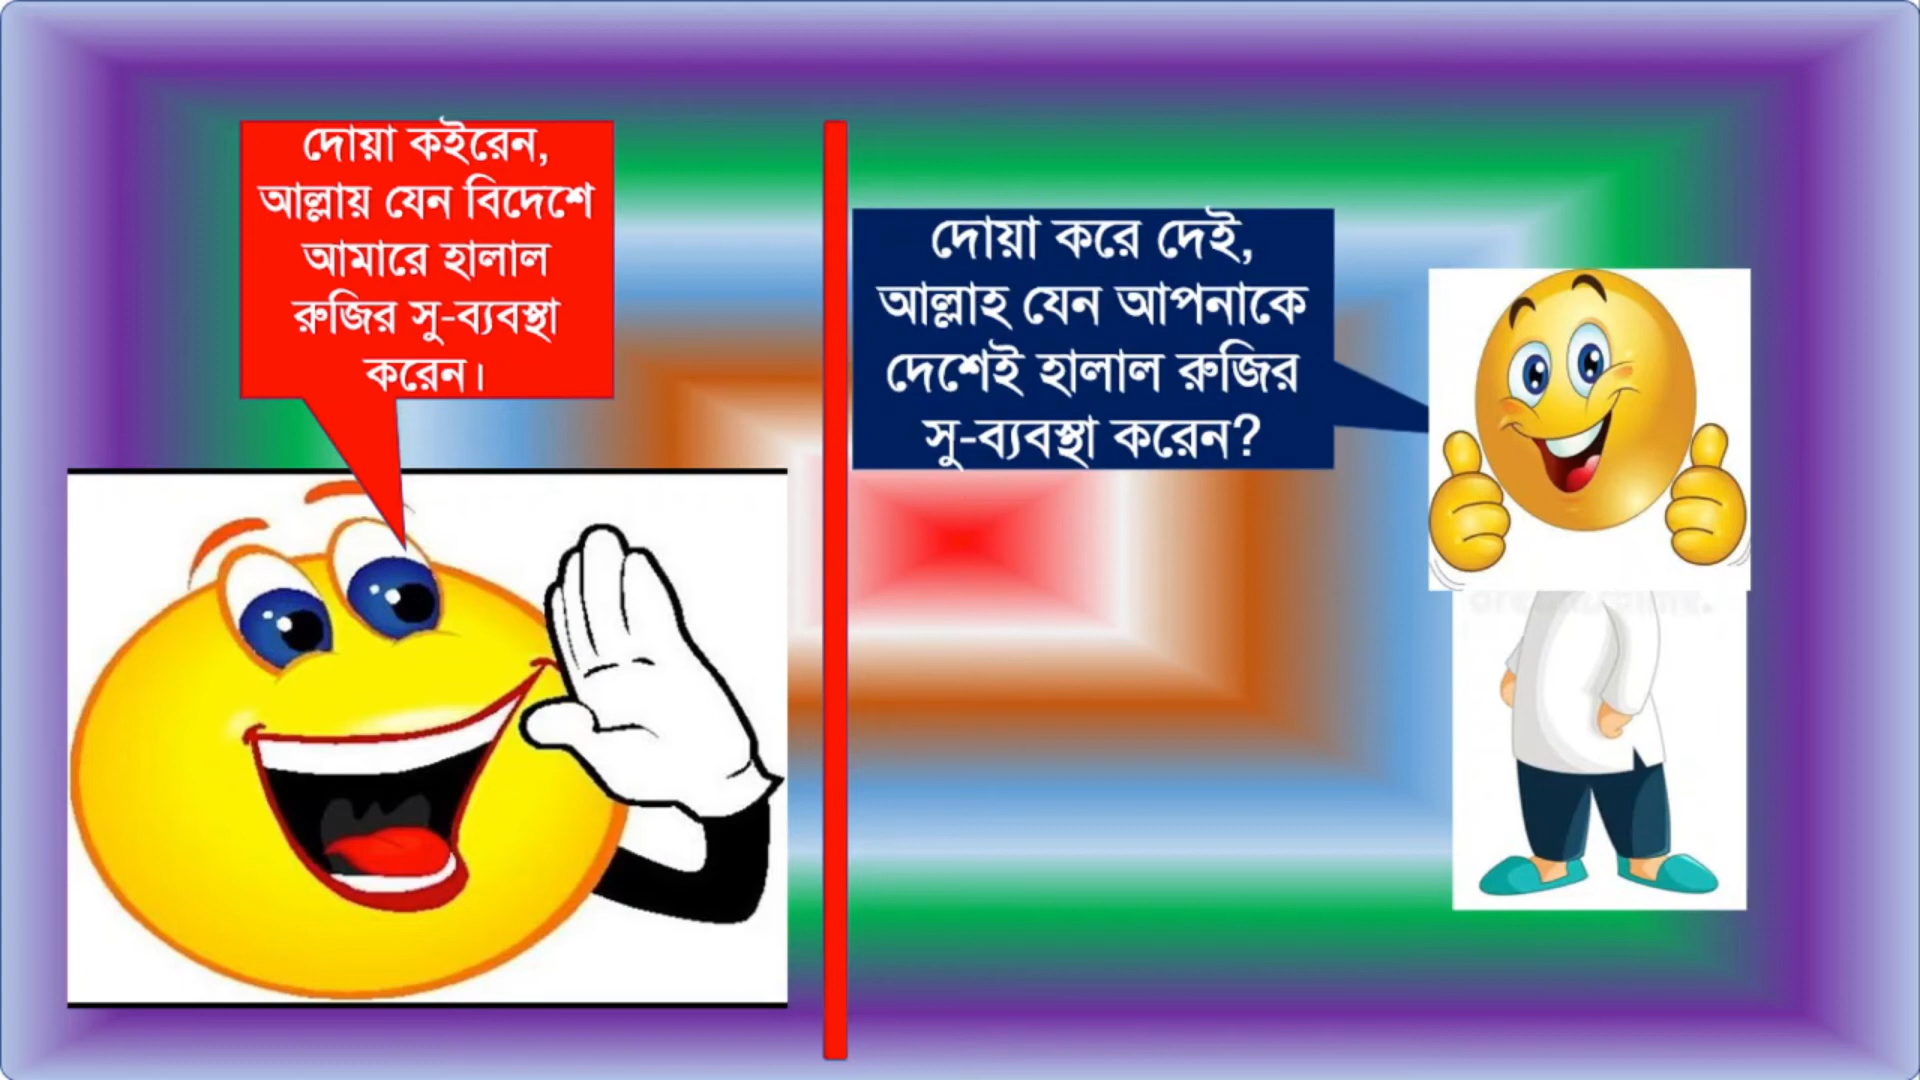 দোয়া কইরেন,
আল্লায় যেন বিদেশে
আমারে হালাল
রুজির সু-ব্যবস্থা
করেন।
দোয়া করে দেই,
আল্লাহ যেন আপনাকে
দেশেই হালাল রুজির
সু-ব্যবস্থা করেন?